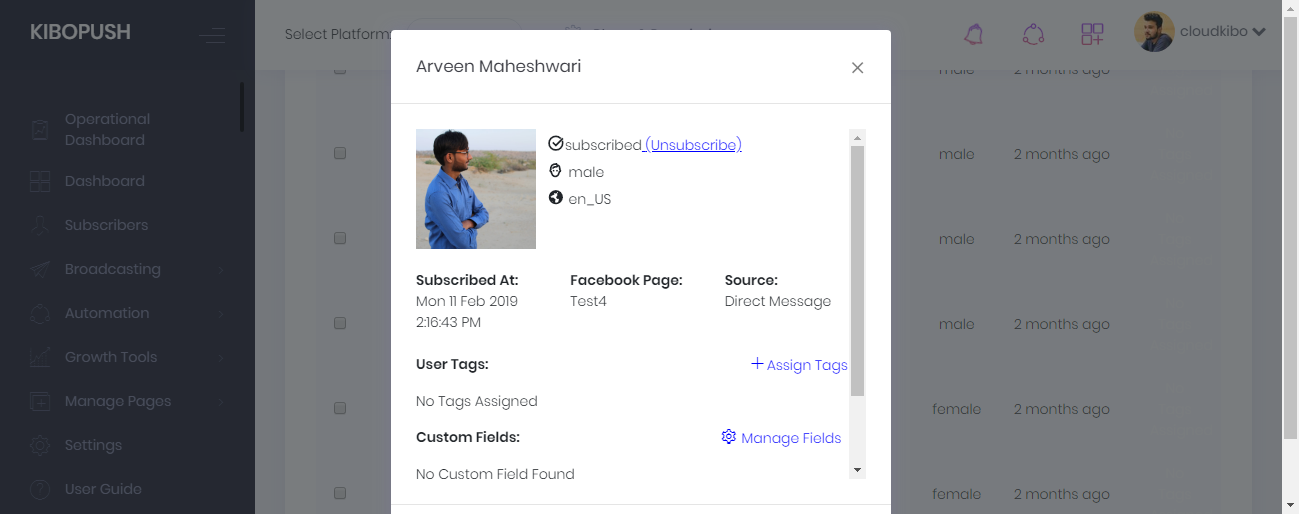 KIBOPUSH
Select Platform:
cloudkibo
Operational
Dashboard
Dashboard
Subscribers
Broadcasting
Automation
Growth Tools
Manage Pages
Settings
User Guide
Arveen Maheshwari
subscribed (Unsubscribe)
male
en_US
Subscribed At: Facebook Page: Source:
Mon 11 Feb 2019 Test4 Direct Message
2:16:43 PM
User Tags: Assign Tags
No Tags Assigned
Custom Fields: Manage Fields
No Custom Field Found
male 2 months ago
male 2 months ago
male 2 months ago
male 2 months ago
female 2 months ago
female 2 months ago